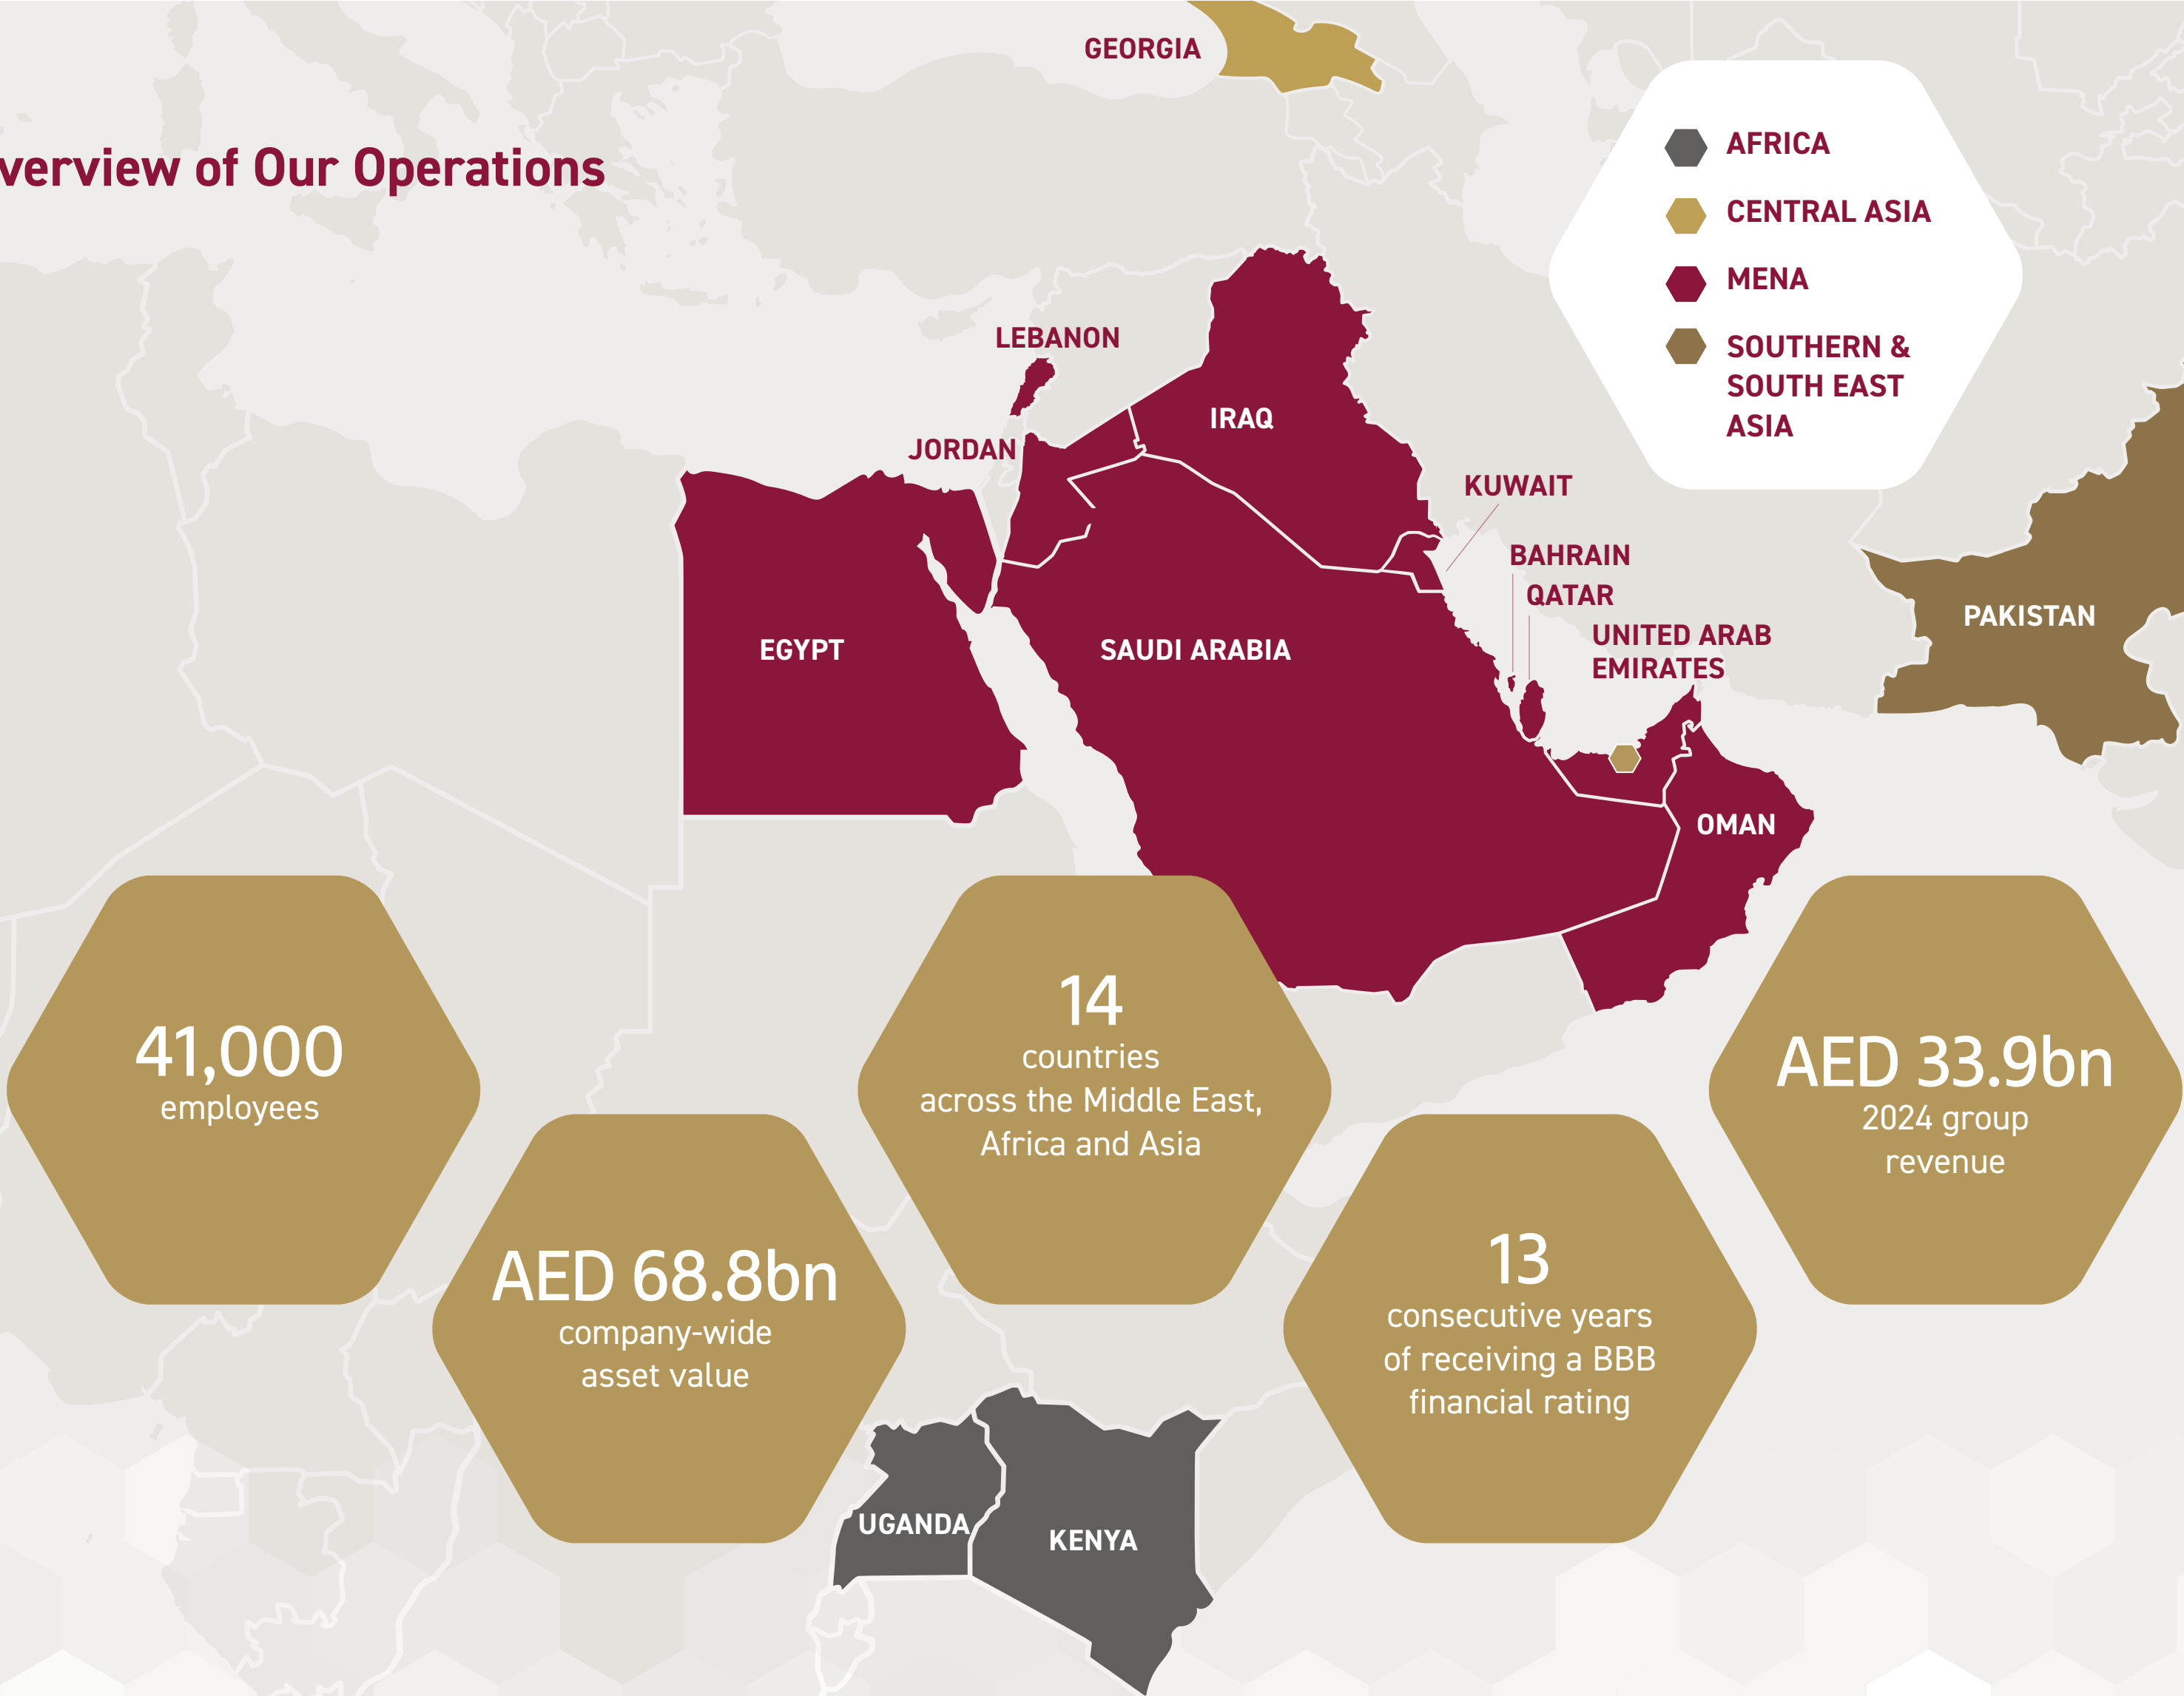 GEORGIA
verview of Our Operations
AFRICA
CENTRAL ASIA
MENA
SOUTHERN &
SOUTH EAST
ASIA
LEBANON
IRAQ
JORDAN
KUWAIT
BAHRAIN
QATAR
UNITED ARAB
EMIRATES
PAKISTAN
EGYPT
SAUDI ARABIA
OMAN
41,000
employees
AED 68.8bn
company-wide
asset value
14
countries
across the Middle East,
Africa and Asia
13
consecutive years
of receiving a BBB
financial rating
AED 33.9bn
2024 group
revenue
UGANDA
KENYA